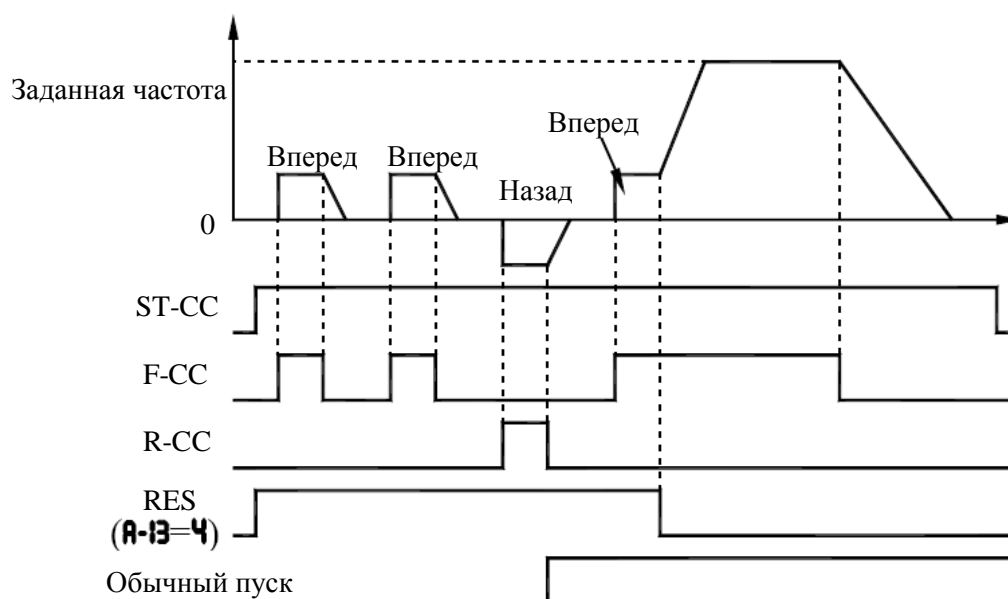 Заданная частота
Вперед
Вперед
Назад
Вперед
0
ST-CC
F-CC
R-CC
RES
(A-13=4)
Обычный пуск